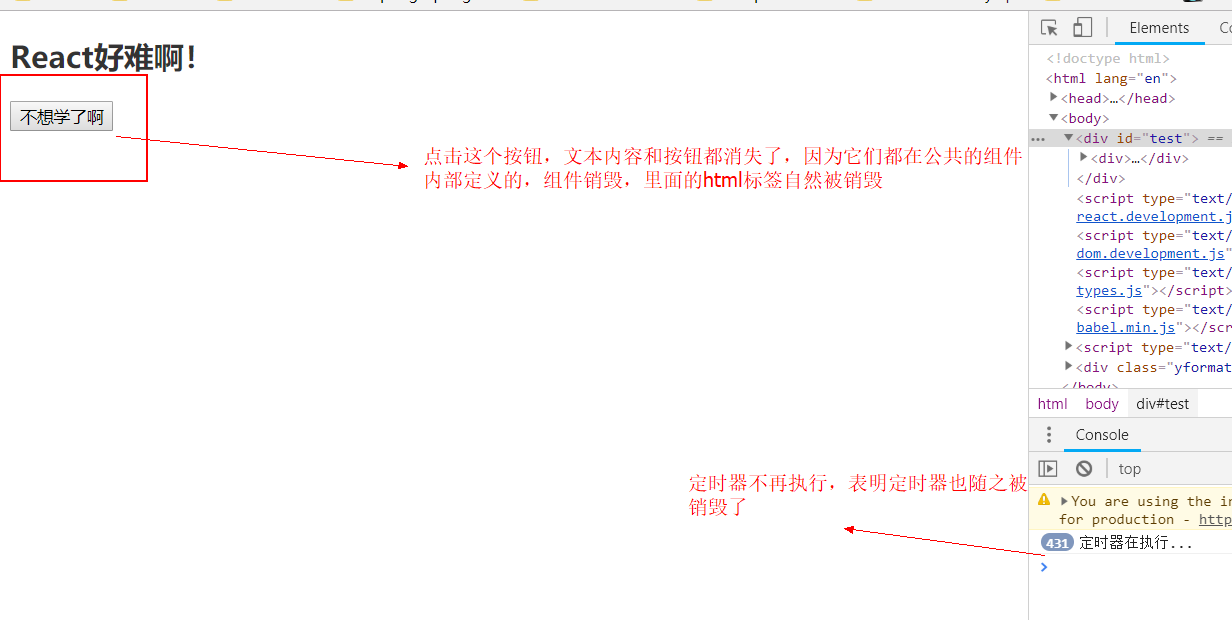 React好难啊！
不想学了啊
点击这个按钮，文本内容和按钮都消失了，因为它们都在公共的组件
内部定义的，组件销毁，里面的html标签自然被销毁
定时器不再执行，表明定时器也随之被
销毁了
Elements
<!doctype html>
<html lang="en">
<head>…</head>
<body>
<div id="test"> ==
<div>…</div>
</div>
<script type="text/
react.development.j
<script type="text/
dom.development.js"
<script type="text/
types.js"></script>
<script type="text/
babel.min.js"></scr
<script type="text/
<div class="yformat
</body>
html body div#test
Console
top
You are using the in
for production - http
431 定时器在执行...